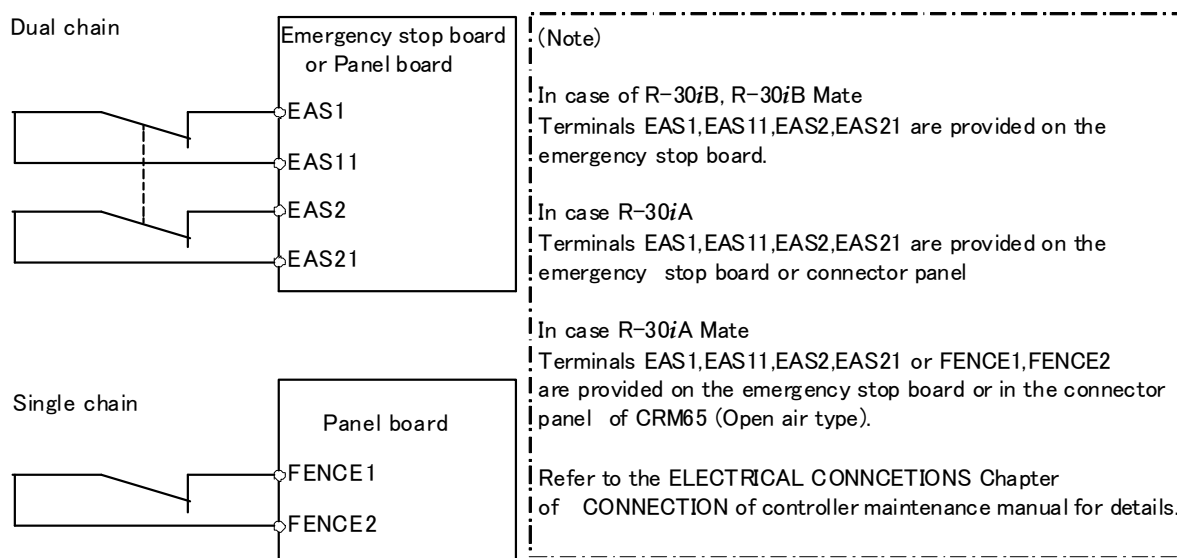 Dual chain
Emergency stop board
or Panel board
EAS1
EAS11
EAS2
EAS21
Single chain
Panel board
FENCE1
FENCE2
(Note)
In case of R-30iB, R-30iB Mate
Terminals EAS1,EAS11,EAS2,EAS21 are provided on the
emergency stop board.
In case R-30iA
Terminals EAS1,EAS11,EAS2,EAS21 are provided on the
emergency stop board or connector panel
In case R-30iA Mate
Terminals EAS1,EAS11,EAS2,EAS21 or FENCE1,FENCE2
are provided on the emergency stop board or in the connector
panel of CRM65 (Open air type).
Refer to the ELECTRICAL CONNCETIONS Chapter
of CONNECTION of controller maintenance manual for details.